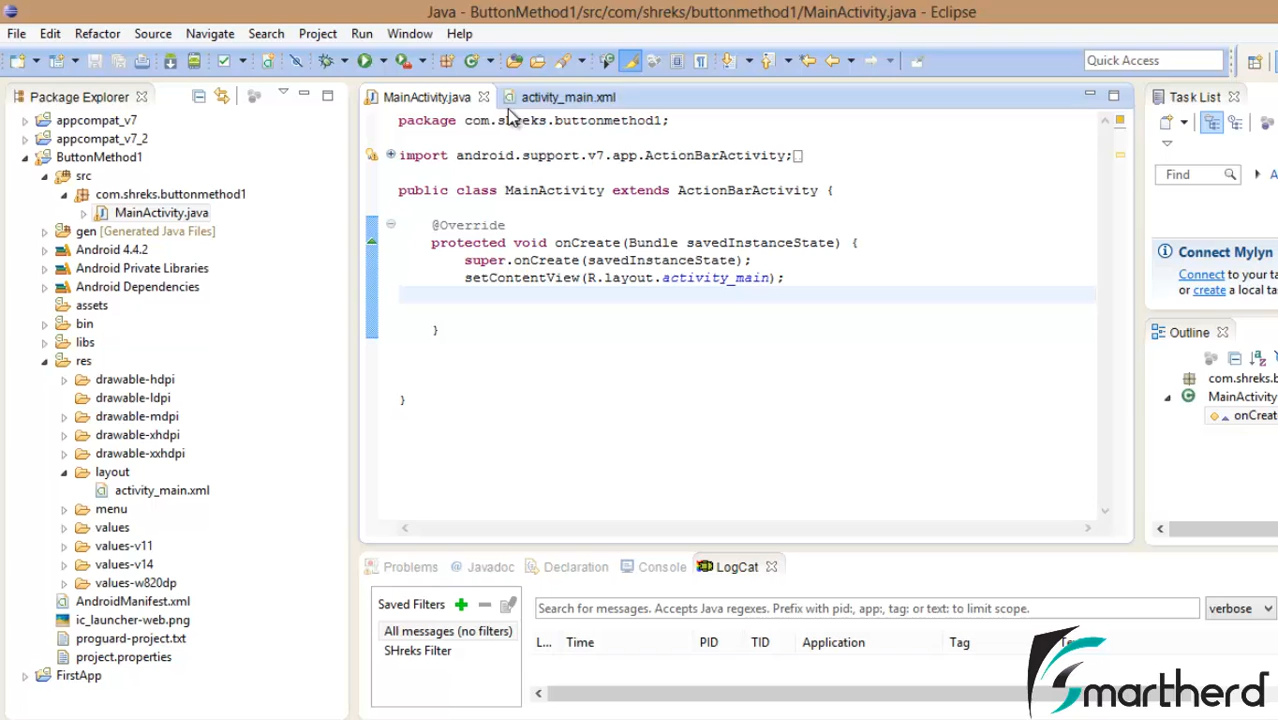 Java - ButtonMethod1/src/com/shreks/buttonmethod1/MainActivity.java - Eclipse
File Edit Refactor Source Navigate Search Project Run Window Help
Quick Access
Package Explorer
appcompat_v7
appcompat_v7_2
ButtonMethod1
src
com.shreks.buttonmethod1
MainActivity.java
gen [Generated Java Files]
Android 4.4.2
Android Private Libraries
Android Dependencies
assets
bin
libs
res
drawable-hdpi
drawable-ldpi
drawable-mdpi
drawable-xhdpi
drawable-xxhdpi
layout
activity_main.xml
menu
values
values-v11
values-v14
values-w820dp
AndroidManifest.xml
ic_launcher-web.png
proguard-project.txt
project.properties
FirstApp
MainActivity.java activity_main.xml
package com.shreks.buttonmethod1;
import android.support.v7.app.ActionBarActivity;
public class MainActivity extends ActionBarActivity {
@Override
protected void onCreate(Bundle savedInstanceState) {
super.onCreate(savedInstanceState);
setContentView(R.layout.activity_main);
}
}
Task List
Find A
Connect Mylyn
Connect to your ta
or create a local ta
Outline
com.shreks.b
MainActivity
onCreat
Problems Javadoc Declaration Console LogCat
Saved Filters
All messages (no filters)
SHreks Filter
Search for messages. Accepts Java regexes. Prefix with pid:, app:, tag: or text: to limit scope.
verbose
L... Time PID TID Application Tag
Smartherd